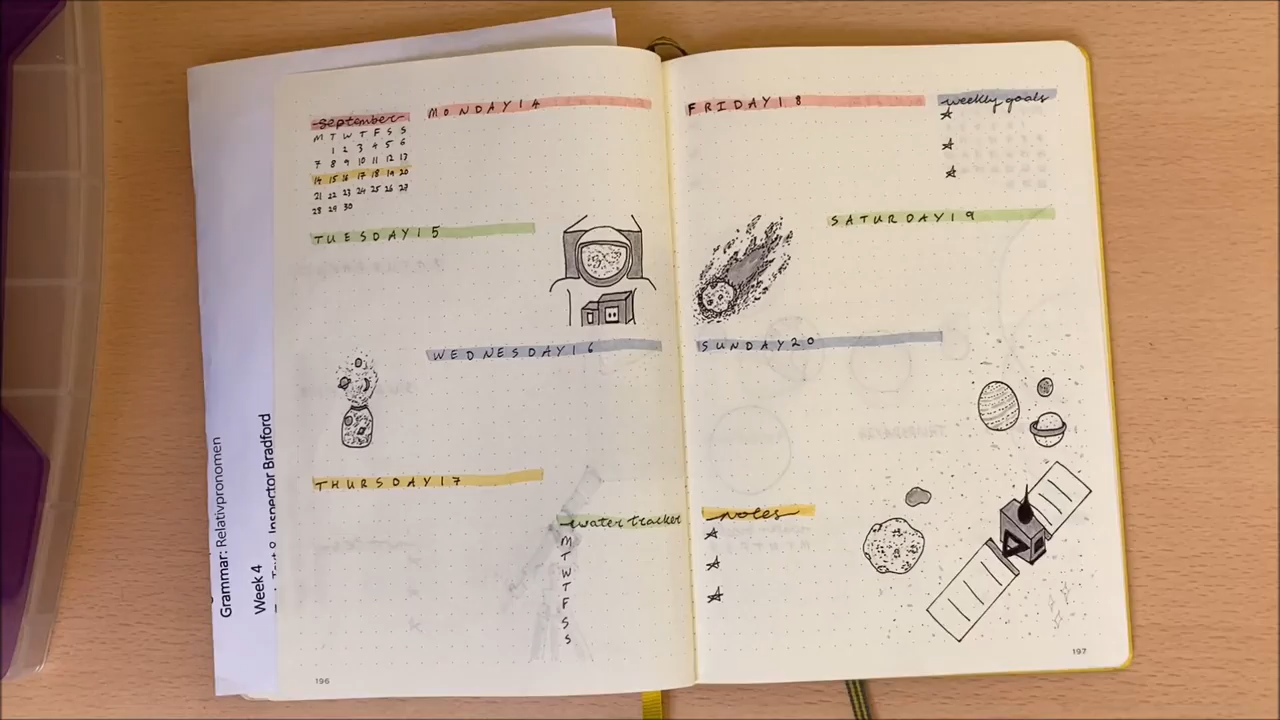 september
M T W T F S S
1 2 3 4 5 6
7 8 9 10 11 12 13
14 15 16 17 18 19 20
21 22 23 24 25 26 27
28 29 30
MONDAY 14
TUESDAY 15
WEDNESDAY 16
THURSDAY 17
water tracker
M
T
W
T
F
S
S
196
FRIDAY 18
weekly goals
SATURDAY 19
SUNDAY 20
notes
197
Grammar: Relativpronomen
Week 4
Inspector Bradford